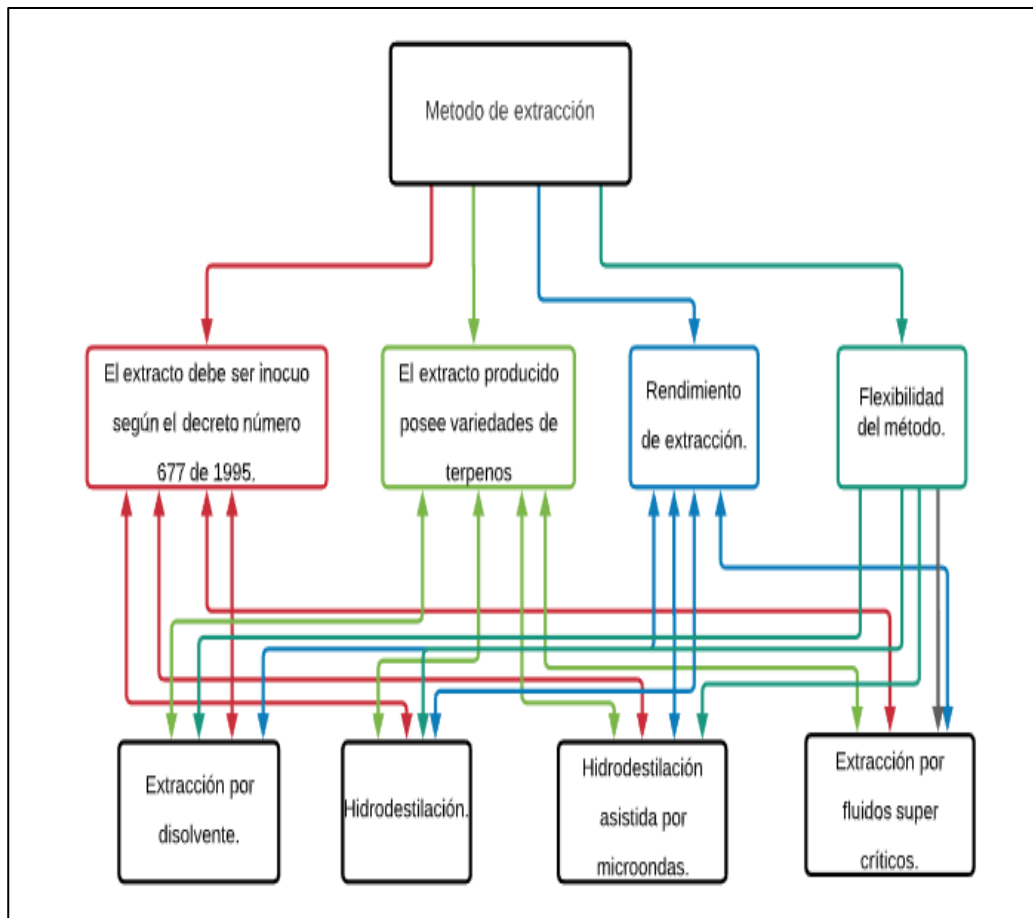 Metodo de extracción
El extracto debe ser inocuo
según el decreto número
677 de 1995.
El extracto producido
posee variedades de
terpenos
Rendimiento
de extracción.
Flexibilidad
del método.
Extracción por
disolvente.
Hidrodestilación.
Hidrodestilación
asistida por
microondas.
Extracción por
fluidos super
críticos.